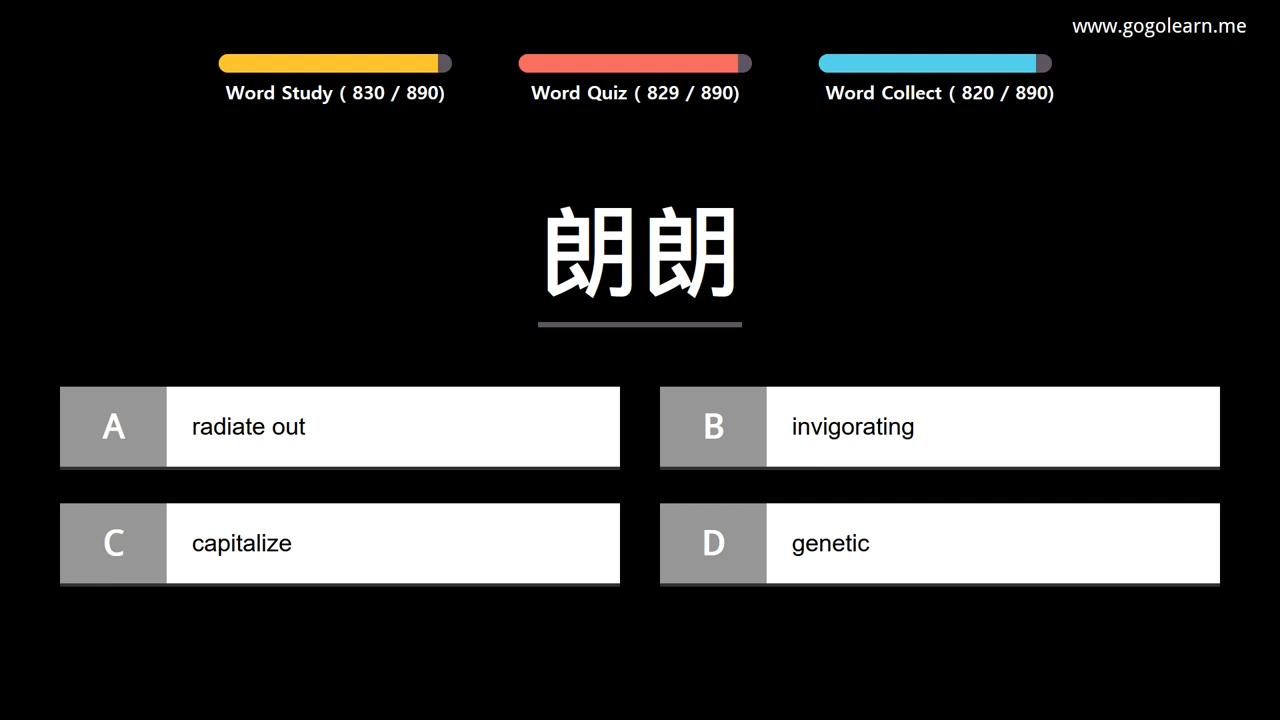 www.gogolearn.me
Word Study ( 830 / 890)
Word Quiz ( 829 / 890)
Word Collect ( 820 / 890)
朗朗
A radiate out
B invigorating
C capitalize
D genetic